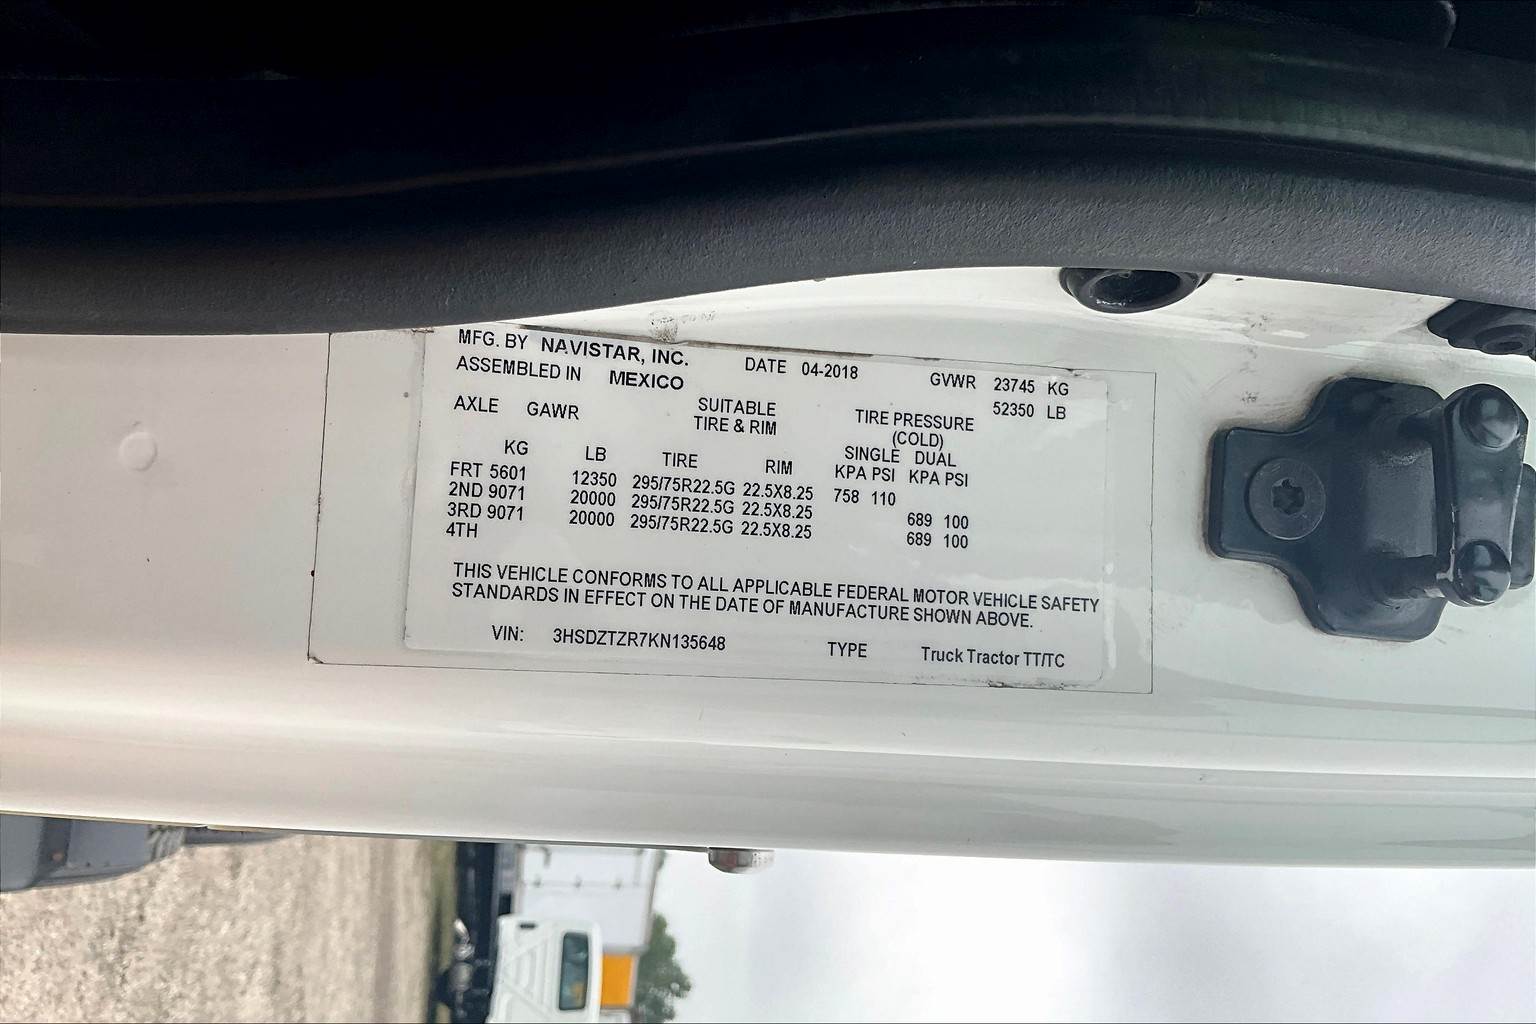 MFG. BY NAVISTAR, INC. DATE 04-2018 GVWR 23745 KG
ASSEMBLED IN MEXICO 52350 LB
AXLE GAWR SUITABLE TIRE PRESSURE
TIRE & RIM (COLD)
SINGLE DUAL
KG LB TIRE RIM KPA PSI KPA PSI
FRT 5601 12350 295/75R22.5G 22.5X8.25 758 110
2ND 9071 20000 295/75R22.5G 22.5X8.25 689 100
3RD 9071 20000 295/75R22.5G 22.5X8.25 689 100
4TH
THIS VEHICLE CONFORMS TO ALL APPLICABLE FEDERAL MOTOR VEHICLE SAFETY
STANDARDS IN EFFECT ON THE DATE OF MANUFACTURE SHOWN ABOVE.
VIN: 3HSDZTZR7KN135648 TYPE Truck Tractor TT/TC